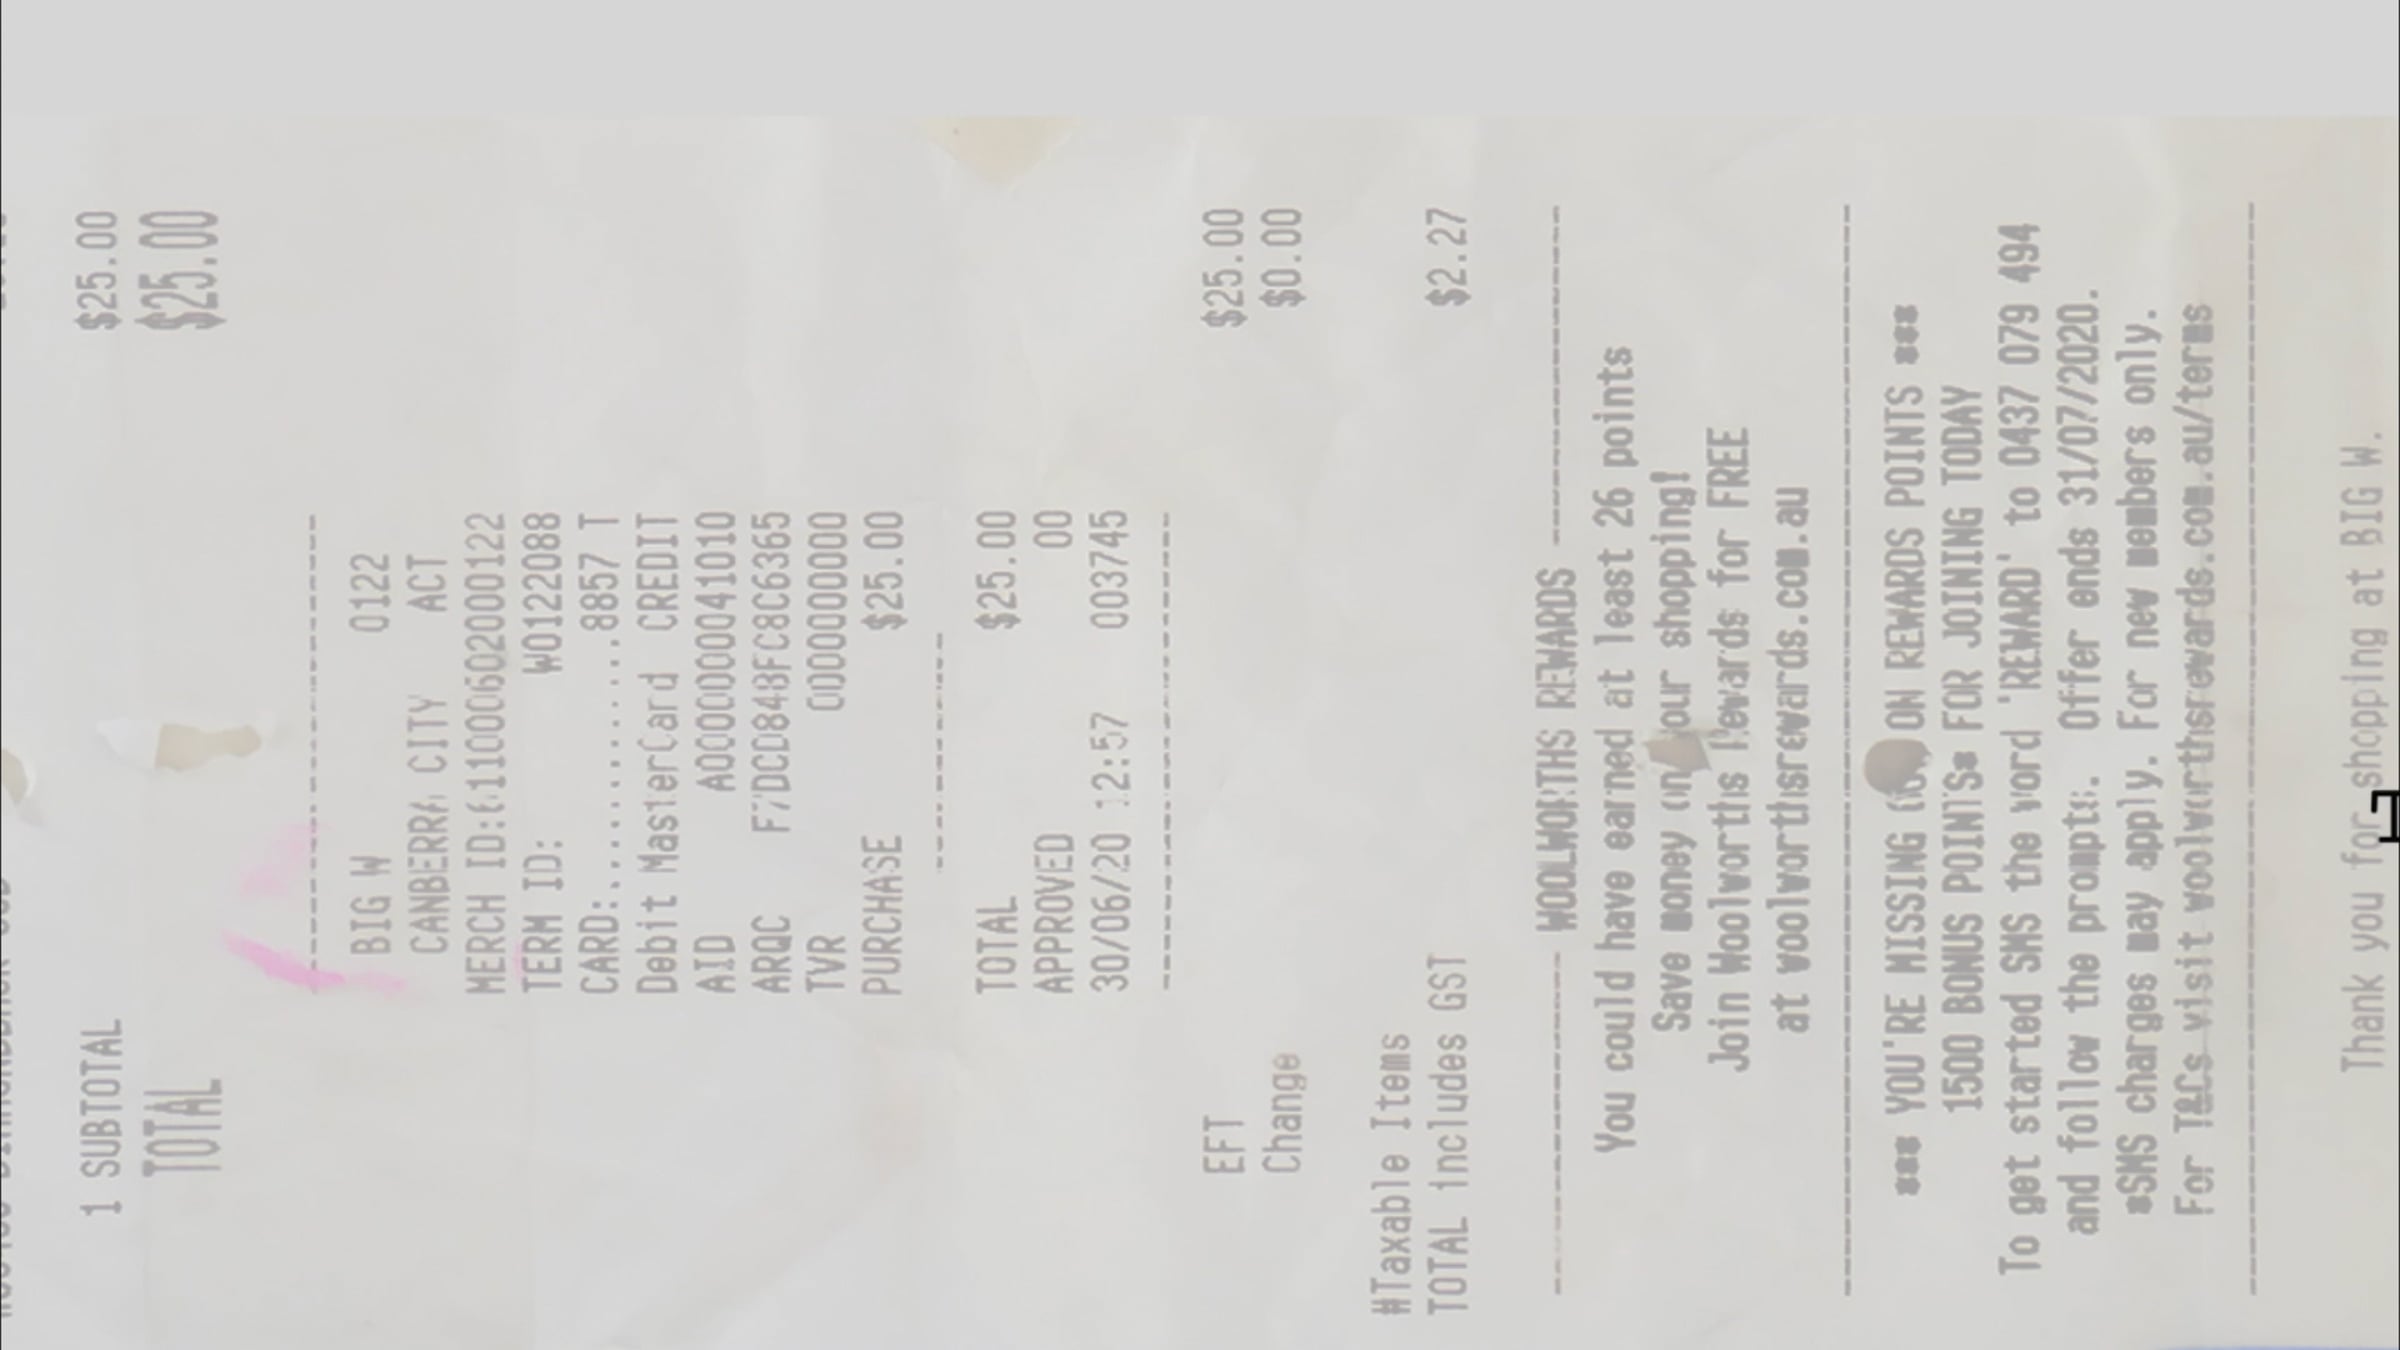 1 SUBTOTAL $25.00
TOTAL $25.00
BIG W 0122
CANBERRA CITY ACT
MERCH ID:611000602000122
TERM ID: W0122088
CARD:............8857 T
Debit MasterCard CREDIT
AID A0000000041010
ARQC F7DCD848FC8C6365
TVR 0000000000
PURCHASE $25.00
TOTAL $25.00
APPROVED 00
30/06/20 12:57 003745
EFT $25.00
Change $0.00
#Taxable Items
TOTAL includes GST $2.27
WOOLWORTHS REWARDS
You could have earned at least 26 points
Save money on your shopping!
Join Woolworths Rewards for FREE
at woolworthsrewards.com.au
*** YOU'RE MISSING ON REWARDS POINTS ***
1500 BONUS POINTS* FOR JOINING TODAY
To get started SMS the word 'REWARD' to 0437 079 494
and follow the prompts. Offer ends 31/07/2020.
*SMS charges may apply. For new members only.
For T&Cs visit woolworthsrewards.com.au/terms
Thank you for shopping at BIG W.